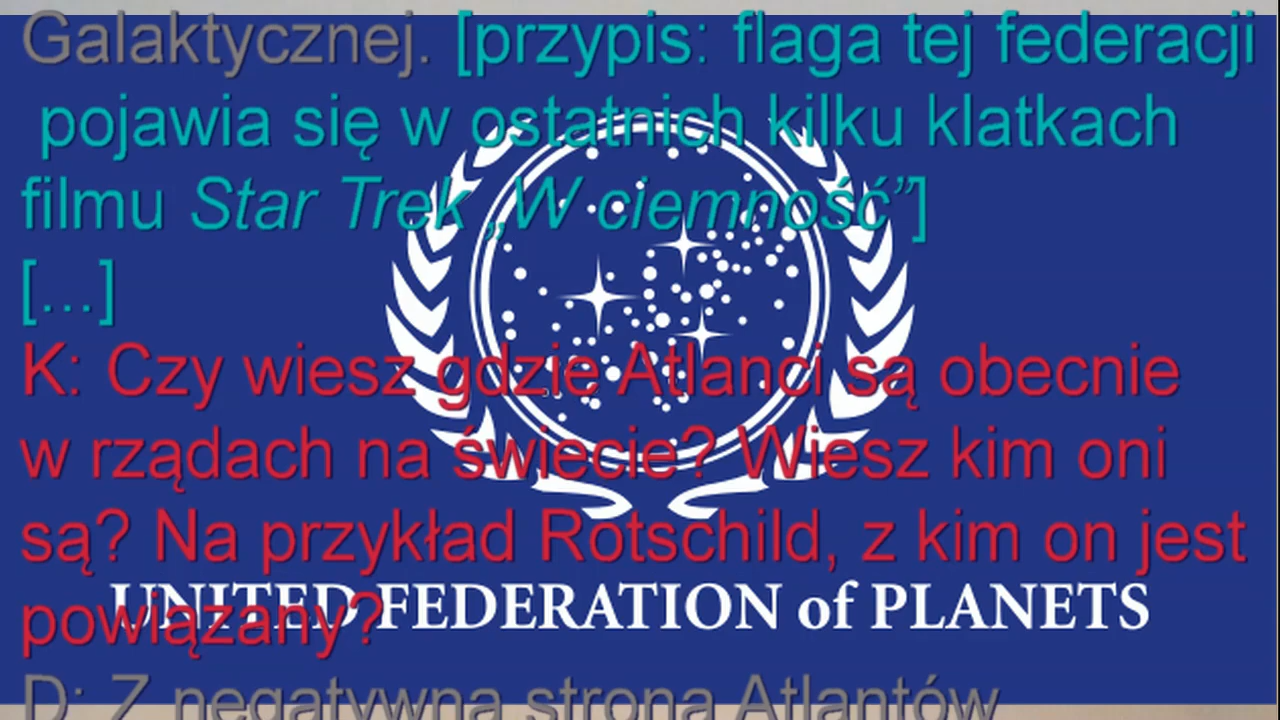 Galaktycznej. [przypis: flaga tej federacji
pojawia się w ostatnich kilku klatkach
filmu Star Trek „W ciemność”]
[…]
K: Czy wiesz gdzie Atlanci są obecnie
w rządach na świecie? Wiesz kim oni
są? Na przykład Rotschild, z kim on jest
powiązany?
UNITED FEDERATION of PLANETS
D: Z negatywną stroną Atlantów